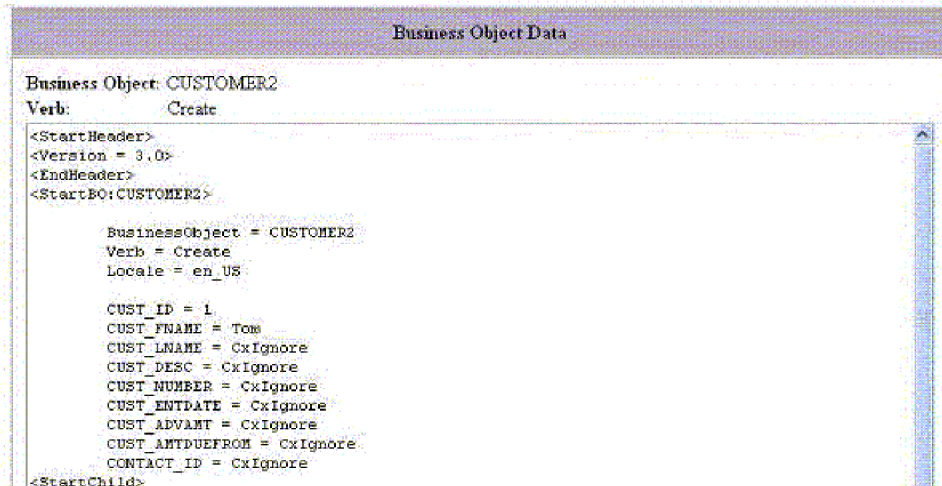 Business Object Data
Business Object: CUSTOMER2
Verb: Create
<StartHeader>
<Version = 3.0>
<EndHeader>
<StartBO:CUSTOMER2>
BusinessObject = CUSTOMER2
Verb = Create
Locale = en_US
CUST_ID = 1
CUST_FNAME = Tom
CUST_LNAME = CxIgnore
CUST_DESC = CxIgnore
CUST_NUMBER = CxIgnore
CUST_ENTDATE = CxIgnore
CUST_ADVAMT = CxIgnore
CUST_AMTDUEFROM = CxIgnore
CONTACT_ID = CxIgnore
<StartChild>